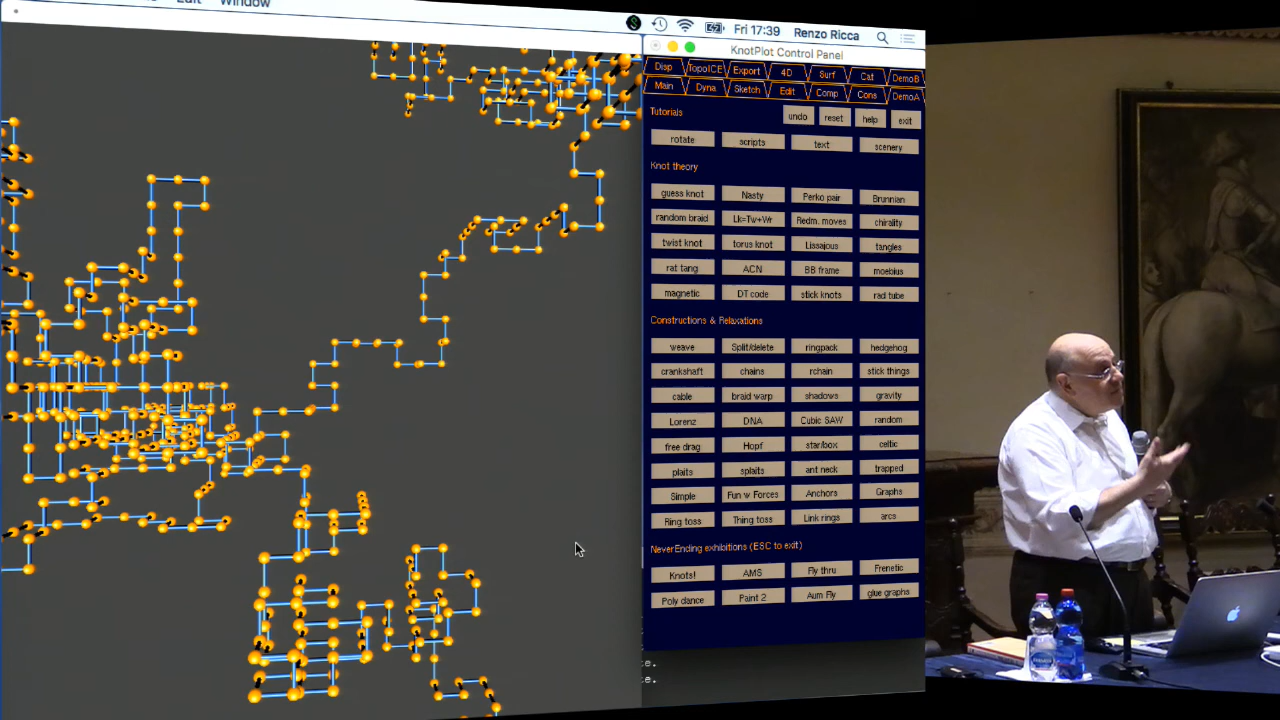 Edit Window
Fri 17:39 Renzo Ricca
KnotPlot Control Panel
Disp TopoICE Export 4D Surf Cat DemoB
Main Dyna Sketch Edit Comp Cons DemoA
Tutorials undo reset help exit
rotate scripts text scenery
Knot theory
guess knot Nasty Perko pair Brunnian
random braid Lk=Tw+Wr Redm. moves chirality
twist knot torus knot Lissajous tangles
rat tang ACN BB frame moebius
magnetic DT code stick knots rad tube
Constructions & Relaxations
weave Split/delete ringpack hedgehog
crankshaft chains rchain stick things
cable braid warp shadows gravity
Lorenz DNA Cubic SAW random
free drag Hopf star/box celtic
plaits splaits ant neck trapped
Simple Fun w Forces Anchors Graphs
Ring toss Thing toss Link rings arcs
NeverEnding exhibitions (ESC to exit)
Knots! AMS Fly thru Frenetic
Poly dance Paint 2 Aum Fly glue graphs
te.
te.